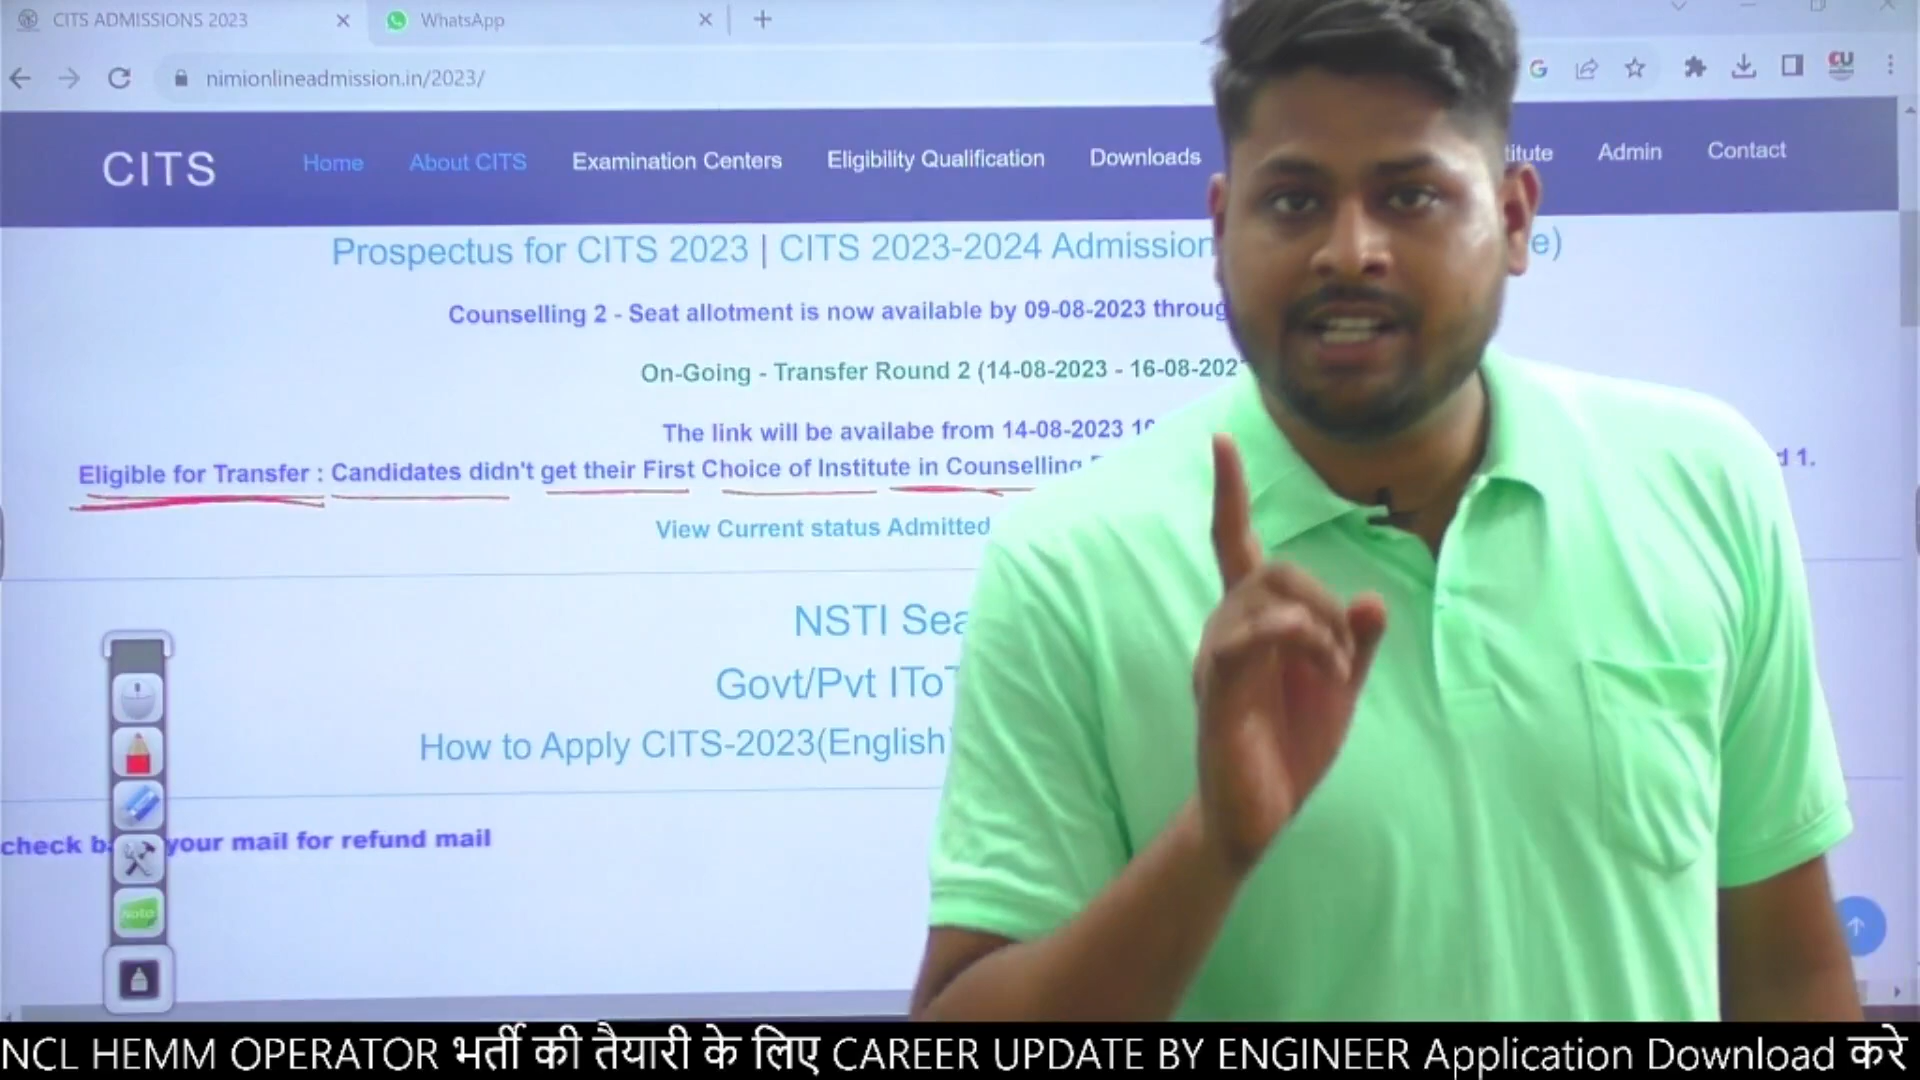 CITS ADMISSIONS 2023
WhatsApp
nimionlineadmission.in/2023/
CU
CITS Home About CITS Examination Centers Eligibility Qualification Downloads Admin Contact
Prospectus for CITS 2023 | CITS 2023-2024 Admission
Counselling 2 - Seat allotment is now available by 09-08-2023
On-Going - Transfer Round 2 (14-08-2023 - 16-08-202
The link will be availabe from 14-08-2023
Eligible for Transfer : Candidates didn't get their First Choice of Institute in Counselling 1.
View Current status Admitted
NSTI
Govt/Pvt
How to Apply CITS-2023(English
check your mail for refund mail
Note
NCL HEMM OPERATOR भर्ती की तैयारी के लिए CAREER UPDATE BY ENGINEER Application Download करे